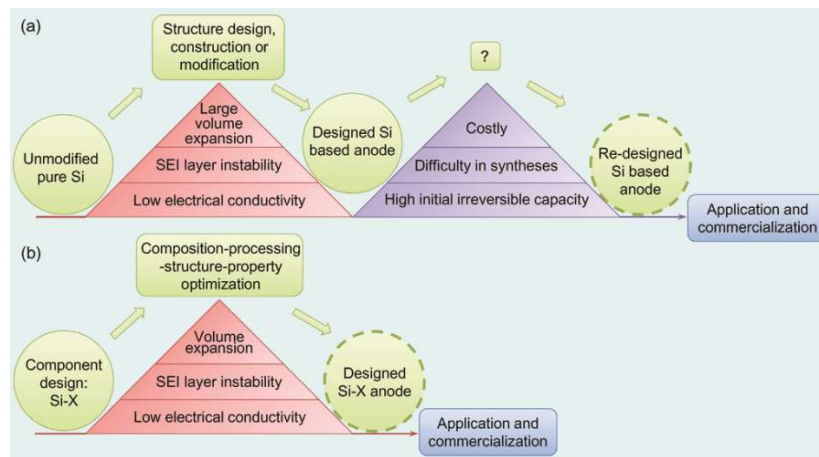 (a)
Structure design,
construction or
modification
?
Large
volume
expansion
SEI layer instability
Low electrical conductivity
Unmodified
pure Si
Designed Si
based anode
Costly
Difficulty in syntheses
High initial irreversible capacity
Re-designed
Si based
anode
Application and
commercialization
(b)
Composition-processing
-structure-property
optimization
Component
design:
Si-X
Volume
expansion
SEI layer instability
Low electrical conductivity
Designed
Si-X anode
Application and
commercialization